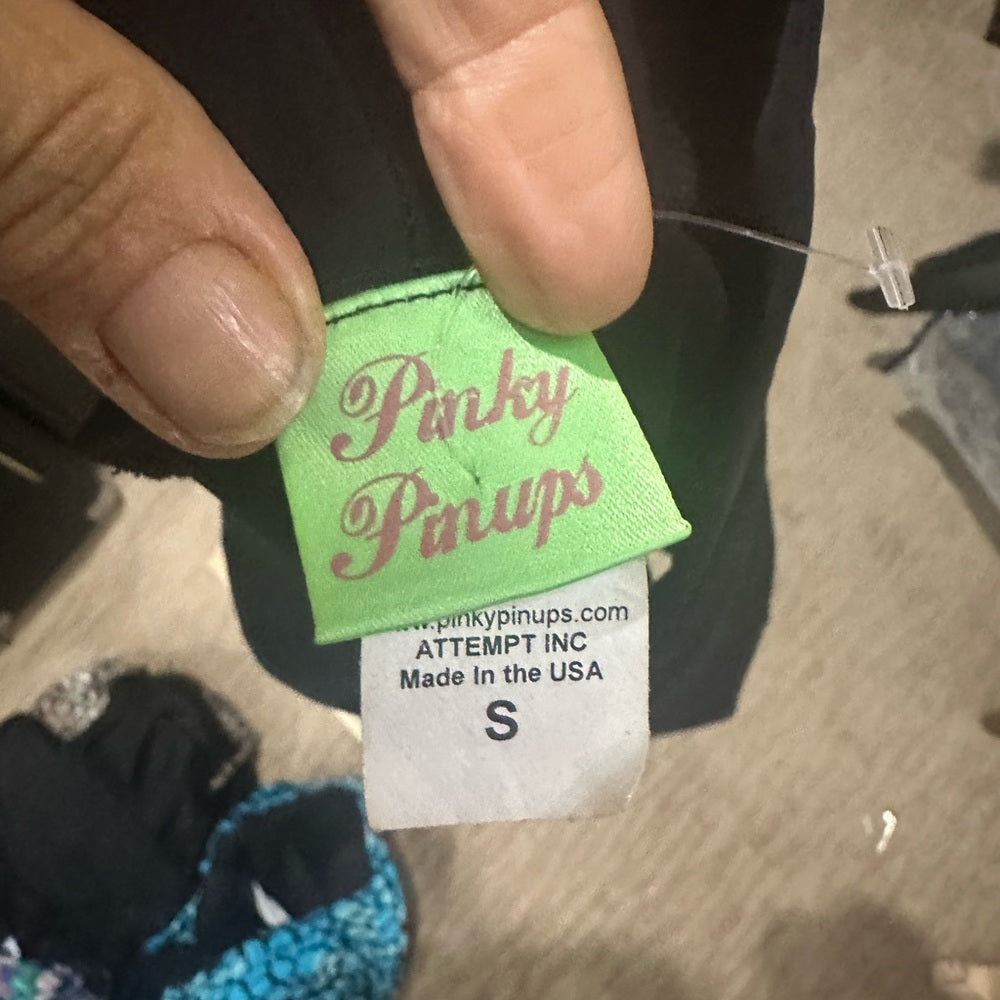 Pinky
Pinups
.pinkypinups.com
ATTEMPT INC
Made In the USA
S